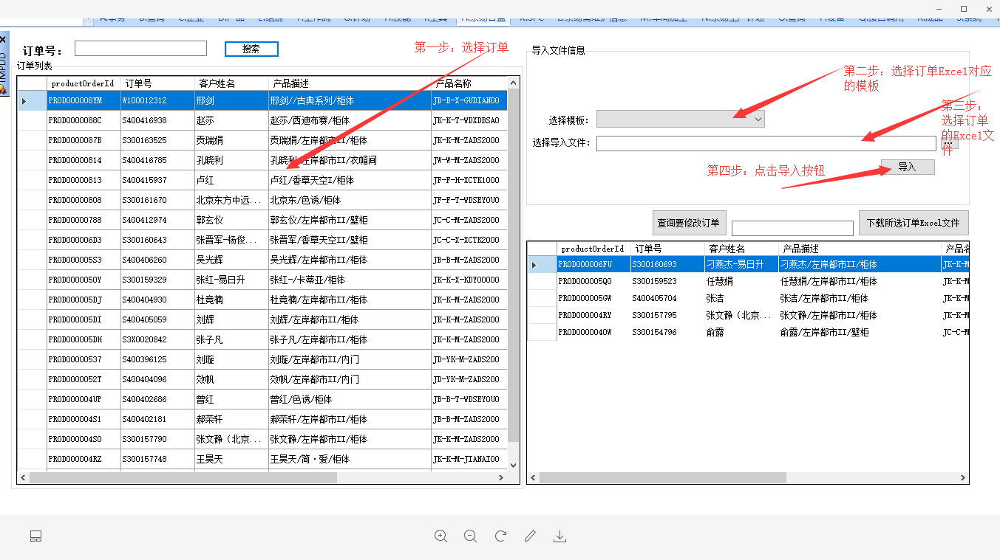 IMPDD
订单号:
搜索
第一步: 选择订单
订单列表
productOrderId 订单号 客户姓名 产品描述 产品名称
PROD000008YM W100012312 邢剑 邢剑//古典系列/柜体 JB-B-X-GUDIAN00
PROD0000088C S400416938 赵莎 赵莎/西迪布赛/柜体 JK-K-T-WDXDBSA0
PROD0000087B S300163525 贡瑞娟 贡瑞娟/左岸都市II/柜体 JK-K-M-ZADS2000
PROD00000814 S400416785 孔晓利 孔晓利/左岸都市II/衣帽间 JW-W-M-ZADS2000
PROD00000813 S400415937 卢红 卢红/香草天空I/柜体 JF-F-H-XCTK1000
PROD00000808 S300161670 北京东方中远... 北京东/色诱/柜体 JF-F-T-WDSEY0U0
PROD00000788 S400412974 郭玄仪 郭玄仪/左岸都市II/壁柜 JC-C-M-ZADS2000
PROD000006D3 S300160643 张晋军-杨俊... 张晋军/香草天空II/壁柜 JC-C-X-XCTK2000
PROD000005S3 S400406260 吴光辉 吴光辉/左岸都市II/柜体 JB-B-M-ZADS2000
PROD0000050Y S300159329 张红-易日升 张红-/卡蒂亚/柜体 JK-K-X-KDY00000
PROD000005DJ S400404930 杜竞楠 杜竞楠/左岸都市II/柜体 JK-K-M-ZADS2000
PROD000005DI S400405059 刘辉 刘辉/左岸都市II/柜体 JK-K-M-ZADS2000
PROD000005DH S3X0020842 张子凡 张子凡/左岸都市II/柜体 JK-K-M-ZADS2000
PROD00000537 S400396125 刘璇 刘璇/左岸都市II/内门 JD-YK-M-ZADS200
PROD0000052T S400404096 效帆 效帆/左岸都市II/内门 JD-YK-M-ZADS200
PROD000004UP S400402686 曾红 曾红/色诱/柜体 JB-B-T-WDSEY0U0
PROD000004S1 S400402181 郝荣轩 郝荣轩/左岸都市II/柜体 JB-B-M-ZADS2000
PROD000004S0 S300157790 张文静（北京... 张文静/左岸都市II/柜体 JK-K-M-ZADS2000
PROD000004RZ S300157748 王昊天 王昊天/简·爱/柜体 JK-K-M-JIANAI00
导入文件信息
第二步: 选择订单Excel对应
的模板
选择模板:
第三步:
选择订单
的Excel文
件
选择导入文件:
...
导入
第四步: 点击导入按钮
查询要修改订单
下载所选订单Excel文件
productOrderId 订单号 客户姓名 产品描述 产品名
PROD000006FU S300160693 刁燕杰-易日升 刁燕杰/左岸都市II/柜体 JK-K-M
PROD000005Q0 S300159523 任慧娟 任慧娟/左岸都市II/柜体 JK-K-M
PROD000005GW S400405704 张洁 张洁/左岸都市II/柜体 JK-K-M
PROD000004RY S300157795 张文静（北京... 张文静/左岸都市II/柜体 JK-K-M
PROD0000040W S300154796 俞露 俞露/左岸都市II/壁柜 JC-C-M